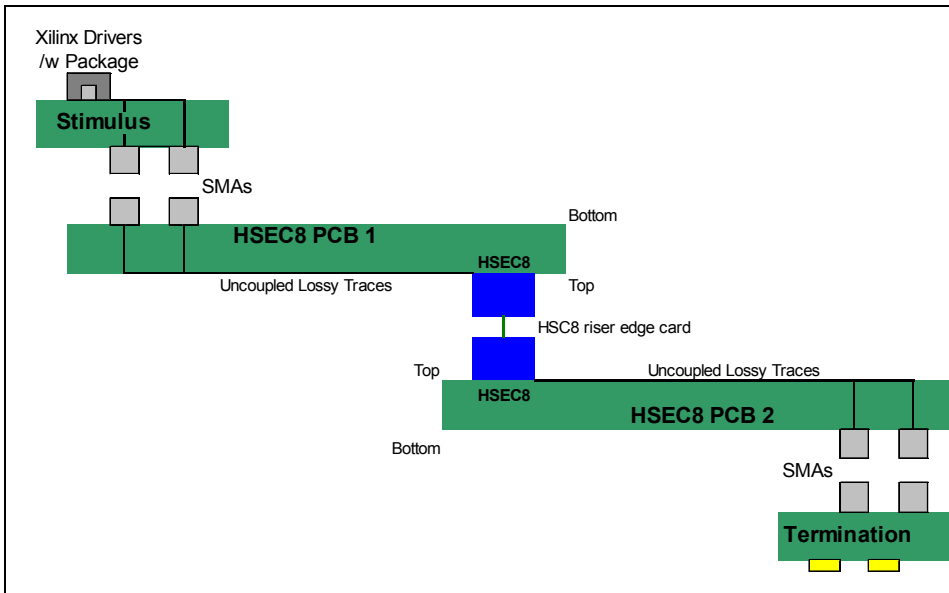 Xilinx Drivers
/w Package
Stimulus
SMAs
Bottom
HSEC8 PCB 1
HSEC8
Uncoupled Lossy Traces
Top
HSC8 riser edge card
Top
Uncoupled Lossy Traces
HSEC8
HSEC8 PCB 2
Bottom
SMAs
Termination